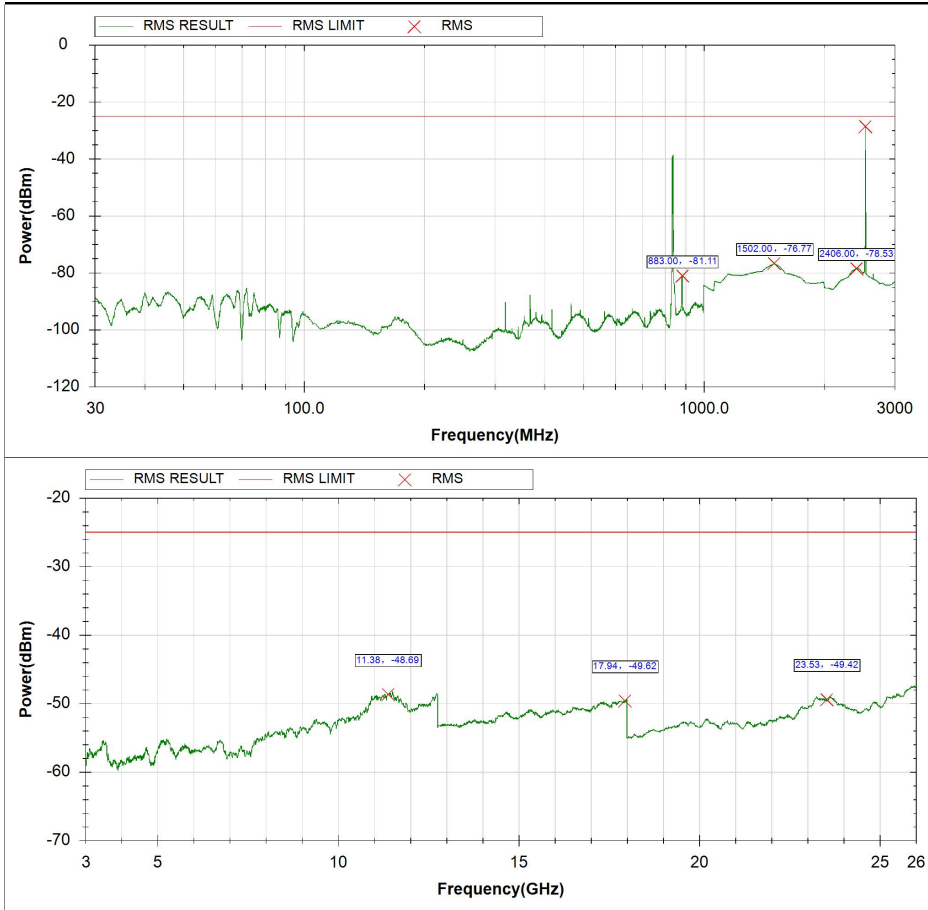 RMS RESULT RMS LIMIT RMS
0
-20
-40
-60
-80
-100
-120
Power(dBm)
883.00, -81.11
1502.00, -76.77
2406.00, -78.53
30 100.0 1000.0 3000
Frequency(MHz)
RMS RESULT RMS LIMIT RMS
-20
-30
-40
-50
-60
-70
Power(dBm)
11.38, -48.69
17.94, -49.62
23.53, -49.42
3 5 10 15 20 25 26
Frequency(GHz)